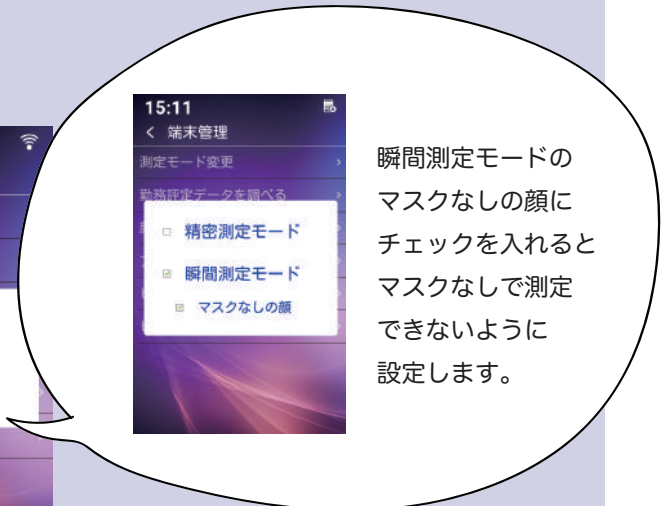 15:11
< 端末管理
測定モード変更
勤務評定データを調べる
精密測定モード
瞬間測定モード
マスクなしの顔
瞬間測定モードの
マスクなしの顔に
チェックを入れると
マスクなしで測定
できないように
設定します。